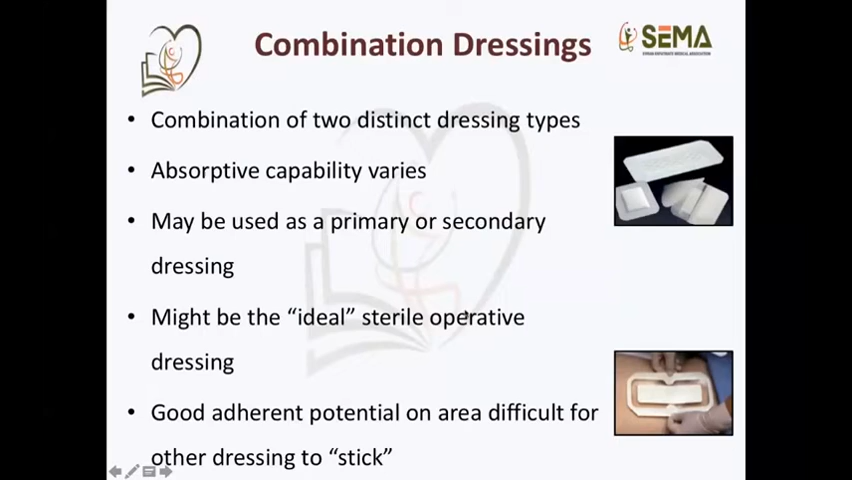 Combination Dressings
SEMA
• Combination of two distinct dressing types
• Absorptive capability varies
• May be used as a primary or secondary
dressing
• Might be the “ideal” sterile operative
dressing
• Good adherent potential on area difficult for
other dressing to “stick”